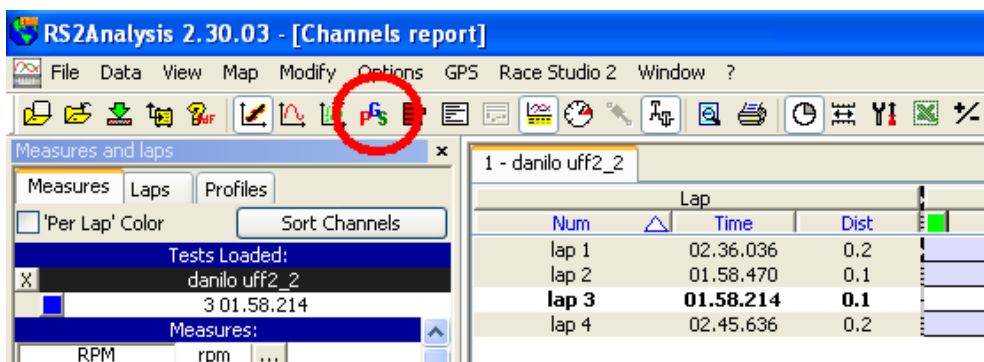 RS2Analysis 2.30.03 - [Channels report]
File Data View Map Modify Options GPS Race Studio 2 Window ?
Measures and laps x
Measures Laps Profiles
'Per Lap' Color Sort Channels
Tests Loaded:
X danilo uff2_2
3 01.58.214
Measures:
RPM rpm ...
1 - danilo uff2_2
Lap
Num Time Dist
lap 1 02.36.036 0.2
lap 2 01.58.470 0.1
lap 3 01.58.214 0.1
lap 4 02.45.636 0.2